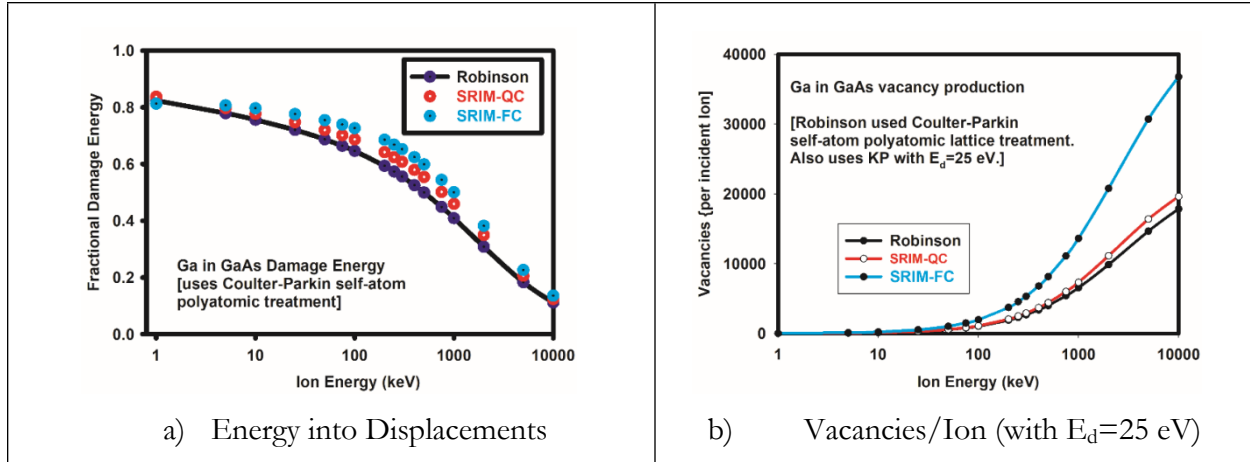 Fractional Damage Energy
1.0
0.8
0.6
0.4
0.2
0.0
Robinson
SRIM-QC
SRIM-FC
Ga in GaAs Damage Energy
[uses Coulter-Parkin self-atom
polyatomic treatment]
1
10
100
1000
10000
Ion Energy (keV)
a) Energy into Displacements
Vacancies {per incident Ion]
40000
30000
20000
10000
0
Ga in GaAs vacancy production
[Robinson used Coulter-Parkin
self-atom polyatomic lattice treatment.
Also uses KP with E_d=25 eV.]
Robinson
SRIM-QC
SRIM-FC
1
10
100
1000
10000
Ion Energy (keV)
b) Vacancies/Ion (with E_d=25 eV)